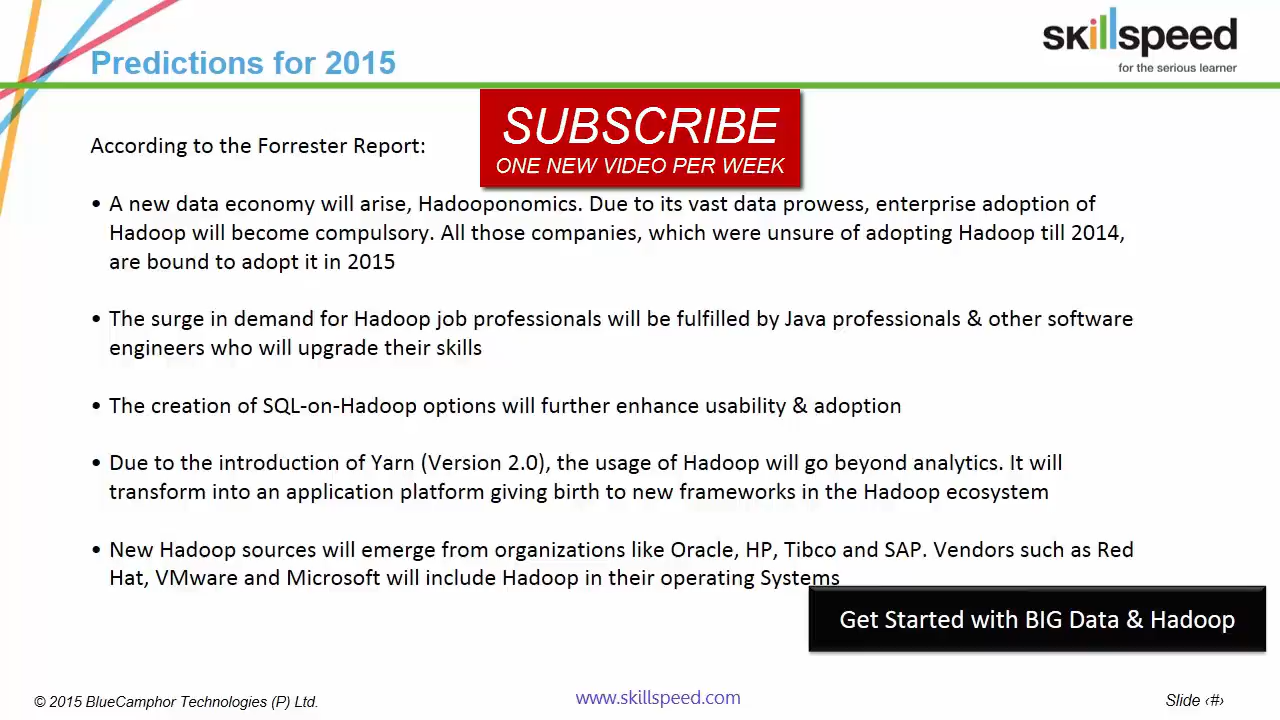 skillspeed
for the serious learner
Predictions for 2015
SUBSCRIBE
ONE NEW VIDEO PER WEEK
According to the Forrester Report:
• A new data economy will arise, Hadooponomics. Due to its vast data prowess, enterprise adoption of
Hadoop will become compulsory. All those companies, which were unsure of adopting Hadoop till 2014,
are bound to adopt it in 2015
• The surge in demand for Hadoop job professionals will be fulfilled by Java professionals & other software
engineers who will upgrade their skills
• The creation of SQL-on-Hadoop options will further enhance usability & adoption
• Due to the introduction of Yarn (Version 2.0), the usage of Hadoop will go beyond analytics. It will
transform into an application platform giving birth to new frameworks in the Hadoop ecosystem
• New Hadoop sources will emerge from organizations like Oracle, HP, Tibco and SAP. Vendors such as Red
Hat, VMware and Microsoft will include Hadoop in their operating Systems
Get Started with BIG Data & Hadoop
© 2015 BlueCamphor Technologies (P) Ltd.
www.skillspeed.com
Slide ‹#›